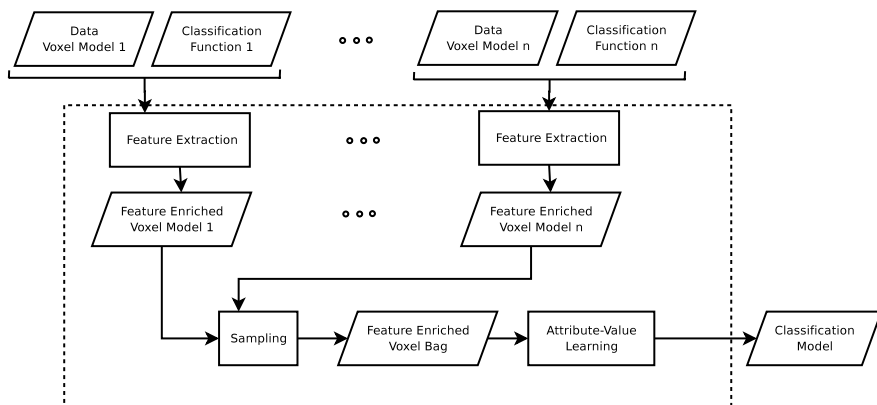 Data
Voxel Model 1
Classification
Function 1
Data
Voxel Model n
Classification
Function n
Feature Extraction
Feature Extraction
Feature Enriched
Voxel Model 1
Feature Enriched
Voxel Model n
Sampling
Feature Enriched
Voxel Bag
Attribute-Value
Learning
Classification
Model